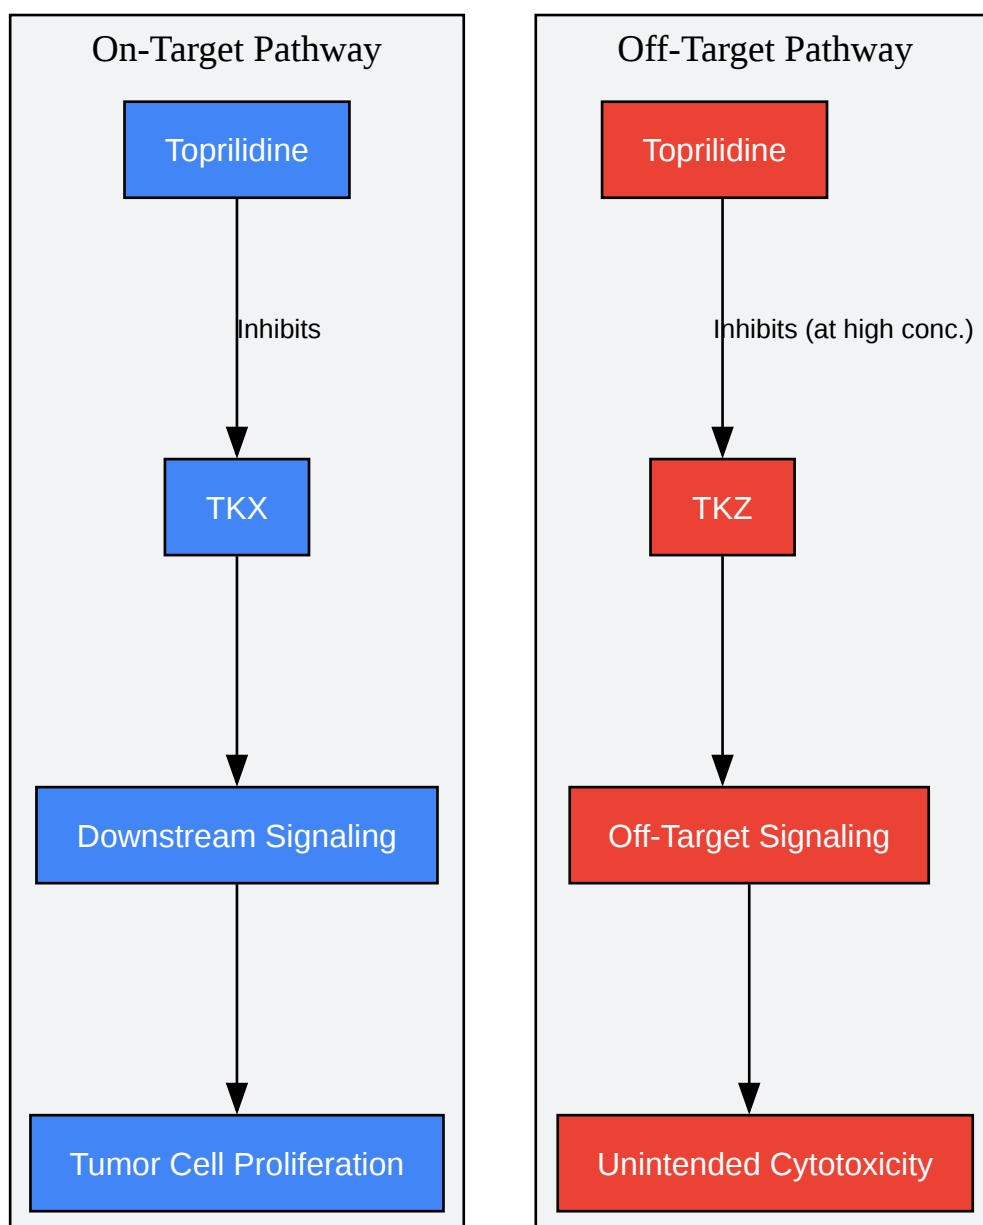 On-Target Pathway
Toprilidine
Inhibits
TKX
Downstream Signaling
Tumor Cell Proliferation
Off-Target Pathway
Toprilidine
Inhibits (at high conc.)
TKZ
Off-Target Signaling
Unintended Cytotoxicity